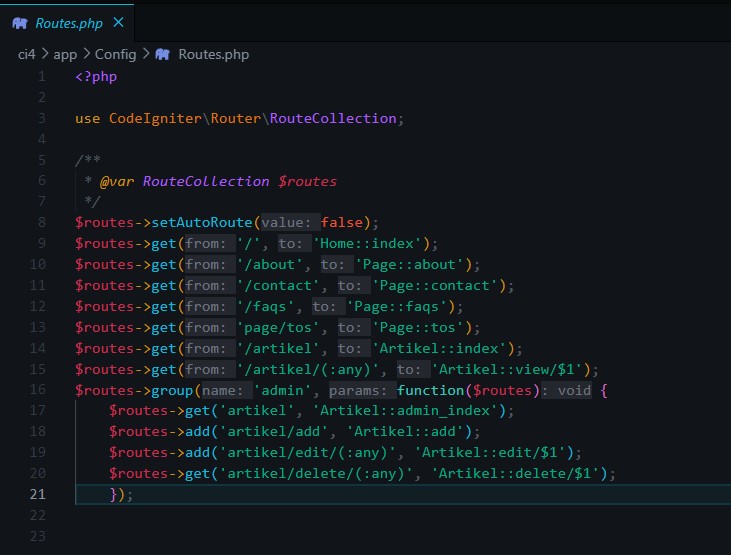 Routes.php ×
ci4 > app > Config > Routes.php
1 <?php
2
3 use CodeIgniter\Router\RouteCollection;
4
5 /**
6  * @var RouteCollection $routes
7  */
8 $routes->setAutoRoute(value: false);
9 $routes->get(from: '/', to: 'Home::index');
10 $routes->get(from: '/about', to: 'Page::about');
11 $routes->get(from: '/contact', to: 'Page::contact');
12 $routes->get(from: '/faqs', to: 'Page::faqs');
13 $routes->get(from: 'page/tos', to: 'Page::tos');
14 $routes->get(from: '/artikel', to: 'Artikel::index');
15 $routes->get(from: '/artikel/(:any)', to: 'Artikel::view/$1');
16 $routes->group(name: 'admin', params: function($routes): void {
17     $routes->get('artikel', 'Artikel::admin_index');
18     $routes->add('artikel/add', 'Artikel::add');
19     $routes->add('artikel/edit/(:any)', 'Artikel::edit/$1');
20     $routes->get('artikel/delete/(:any)', 'Artikel::delete/$1');
21     });
22
23